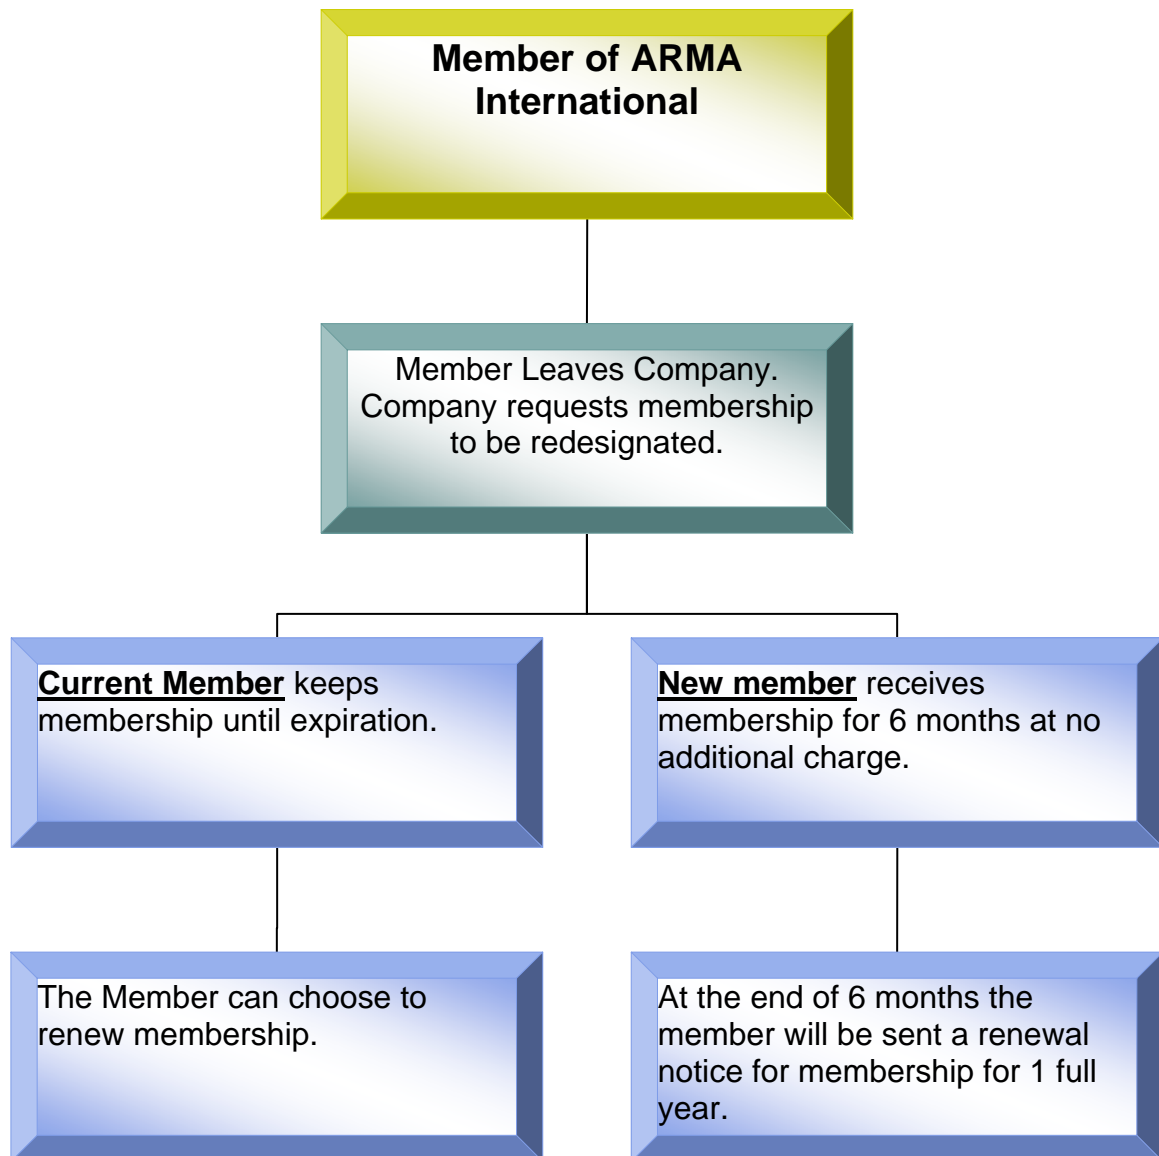 Member of ARMA
International
Member Leaves Company.
Company requests membership
to be redesignated.
Current Member keeps
membership until expiration.
New member receives
membership for 6 months at no
additional charge.
The Member can choose to
renew membership.
At the end of 6 months the
member will be sent a renewal
notice for membership for 1 full
year.